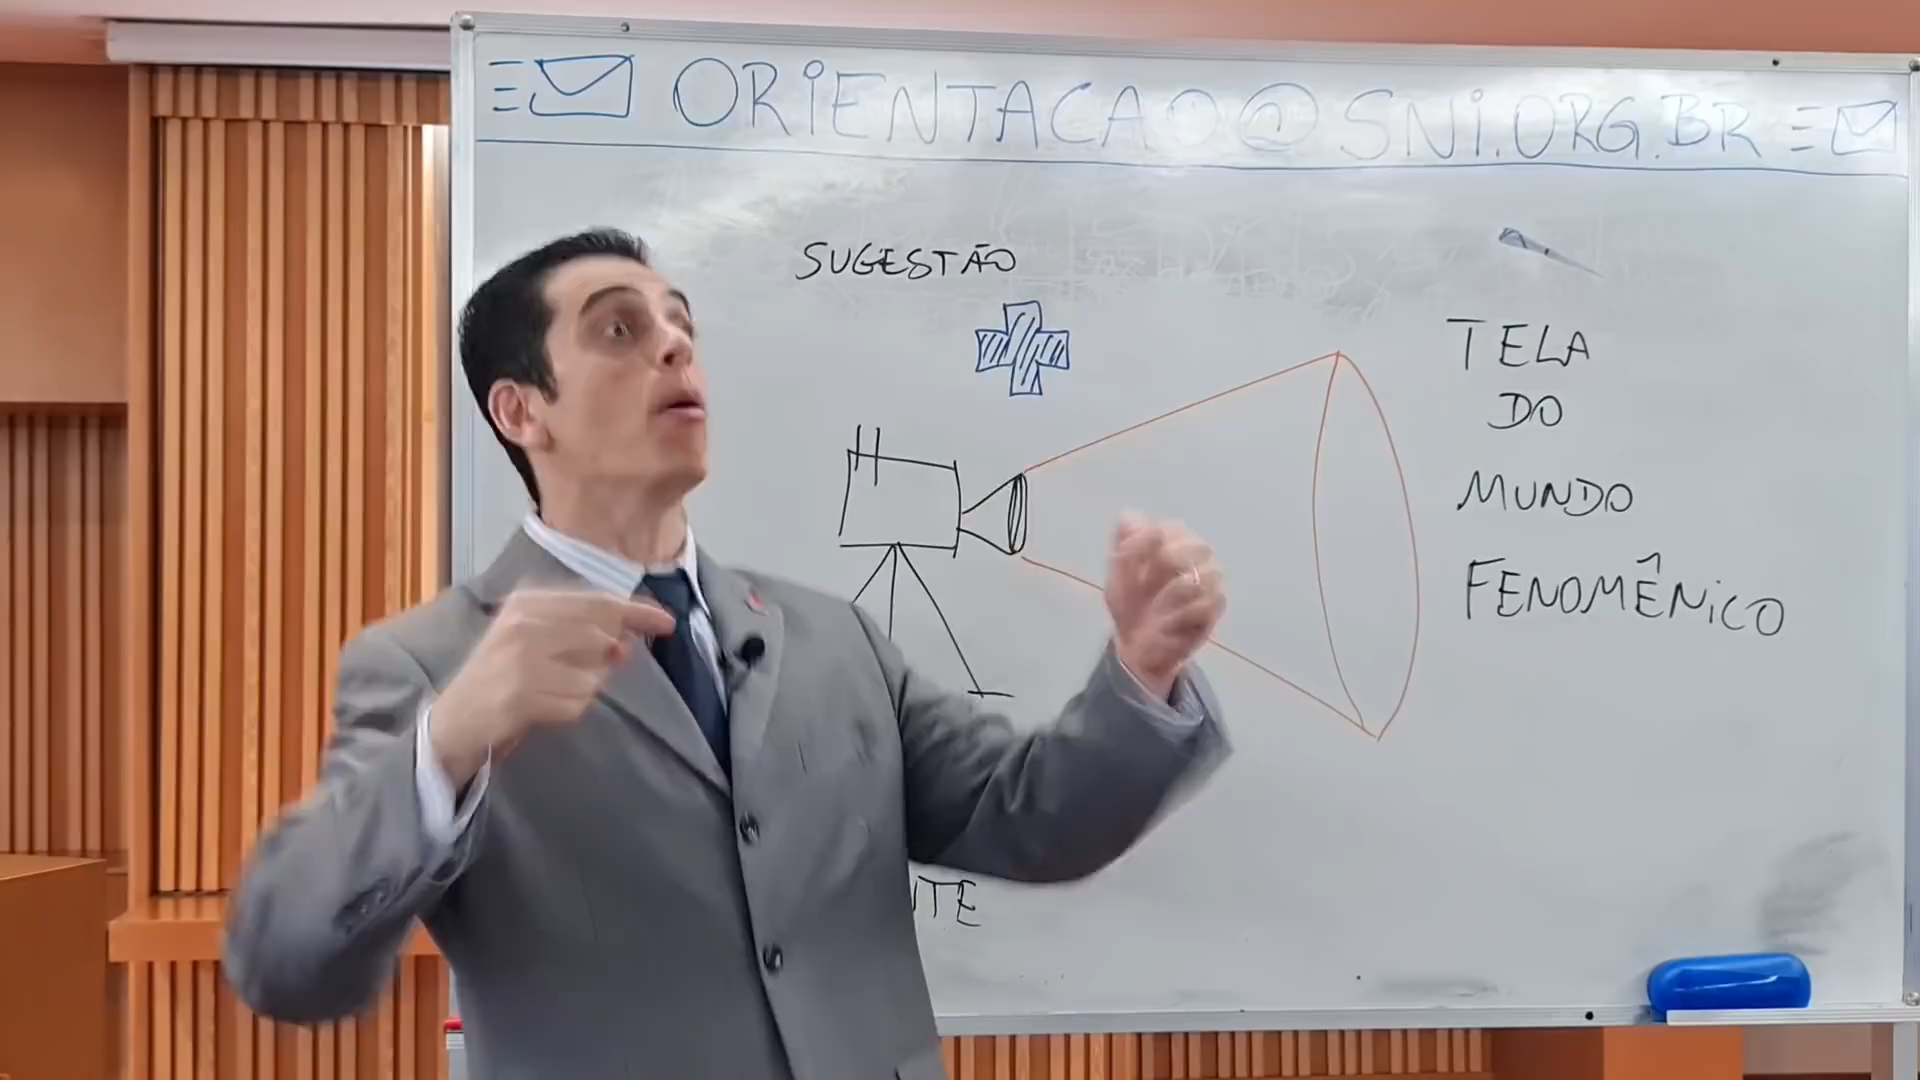 ORIENTACAO@SNI.ORG.BR
SUGESTÃO
TELA
DO
MUNDO
FENOMÊNICO